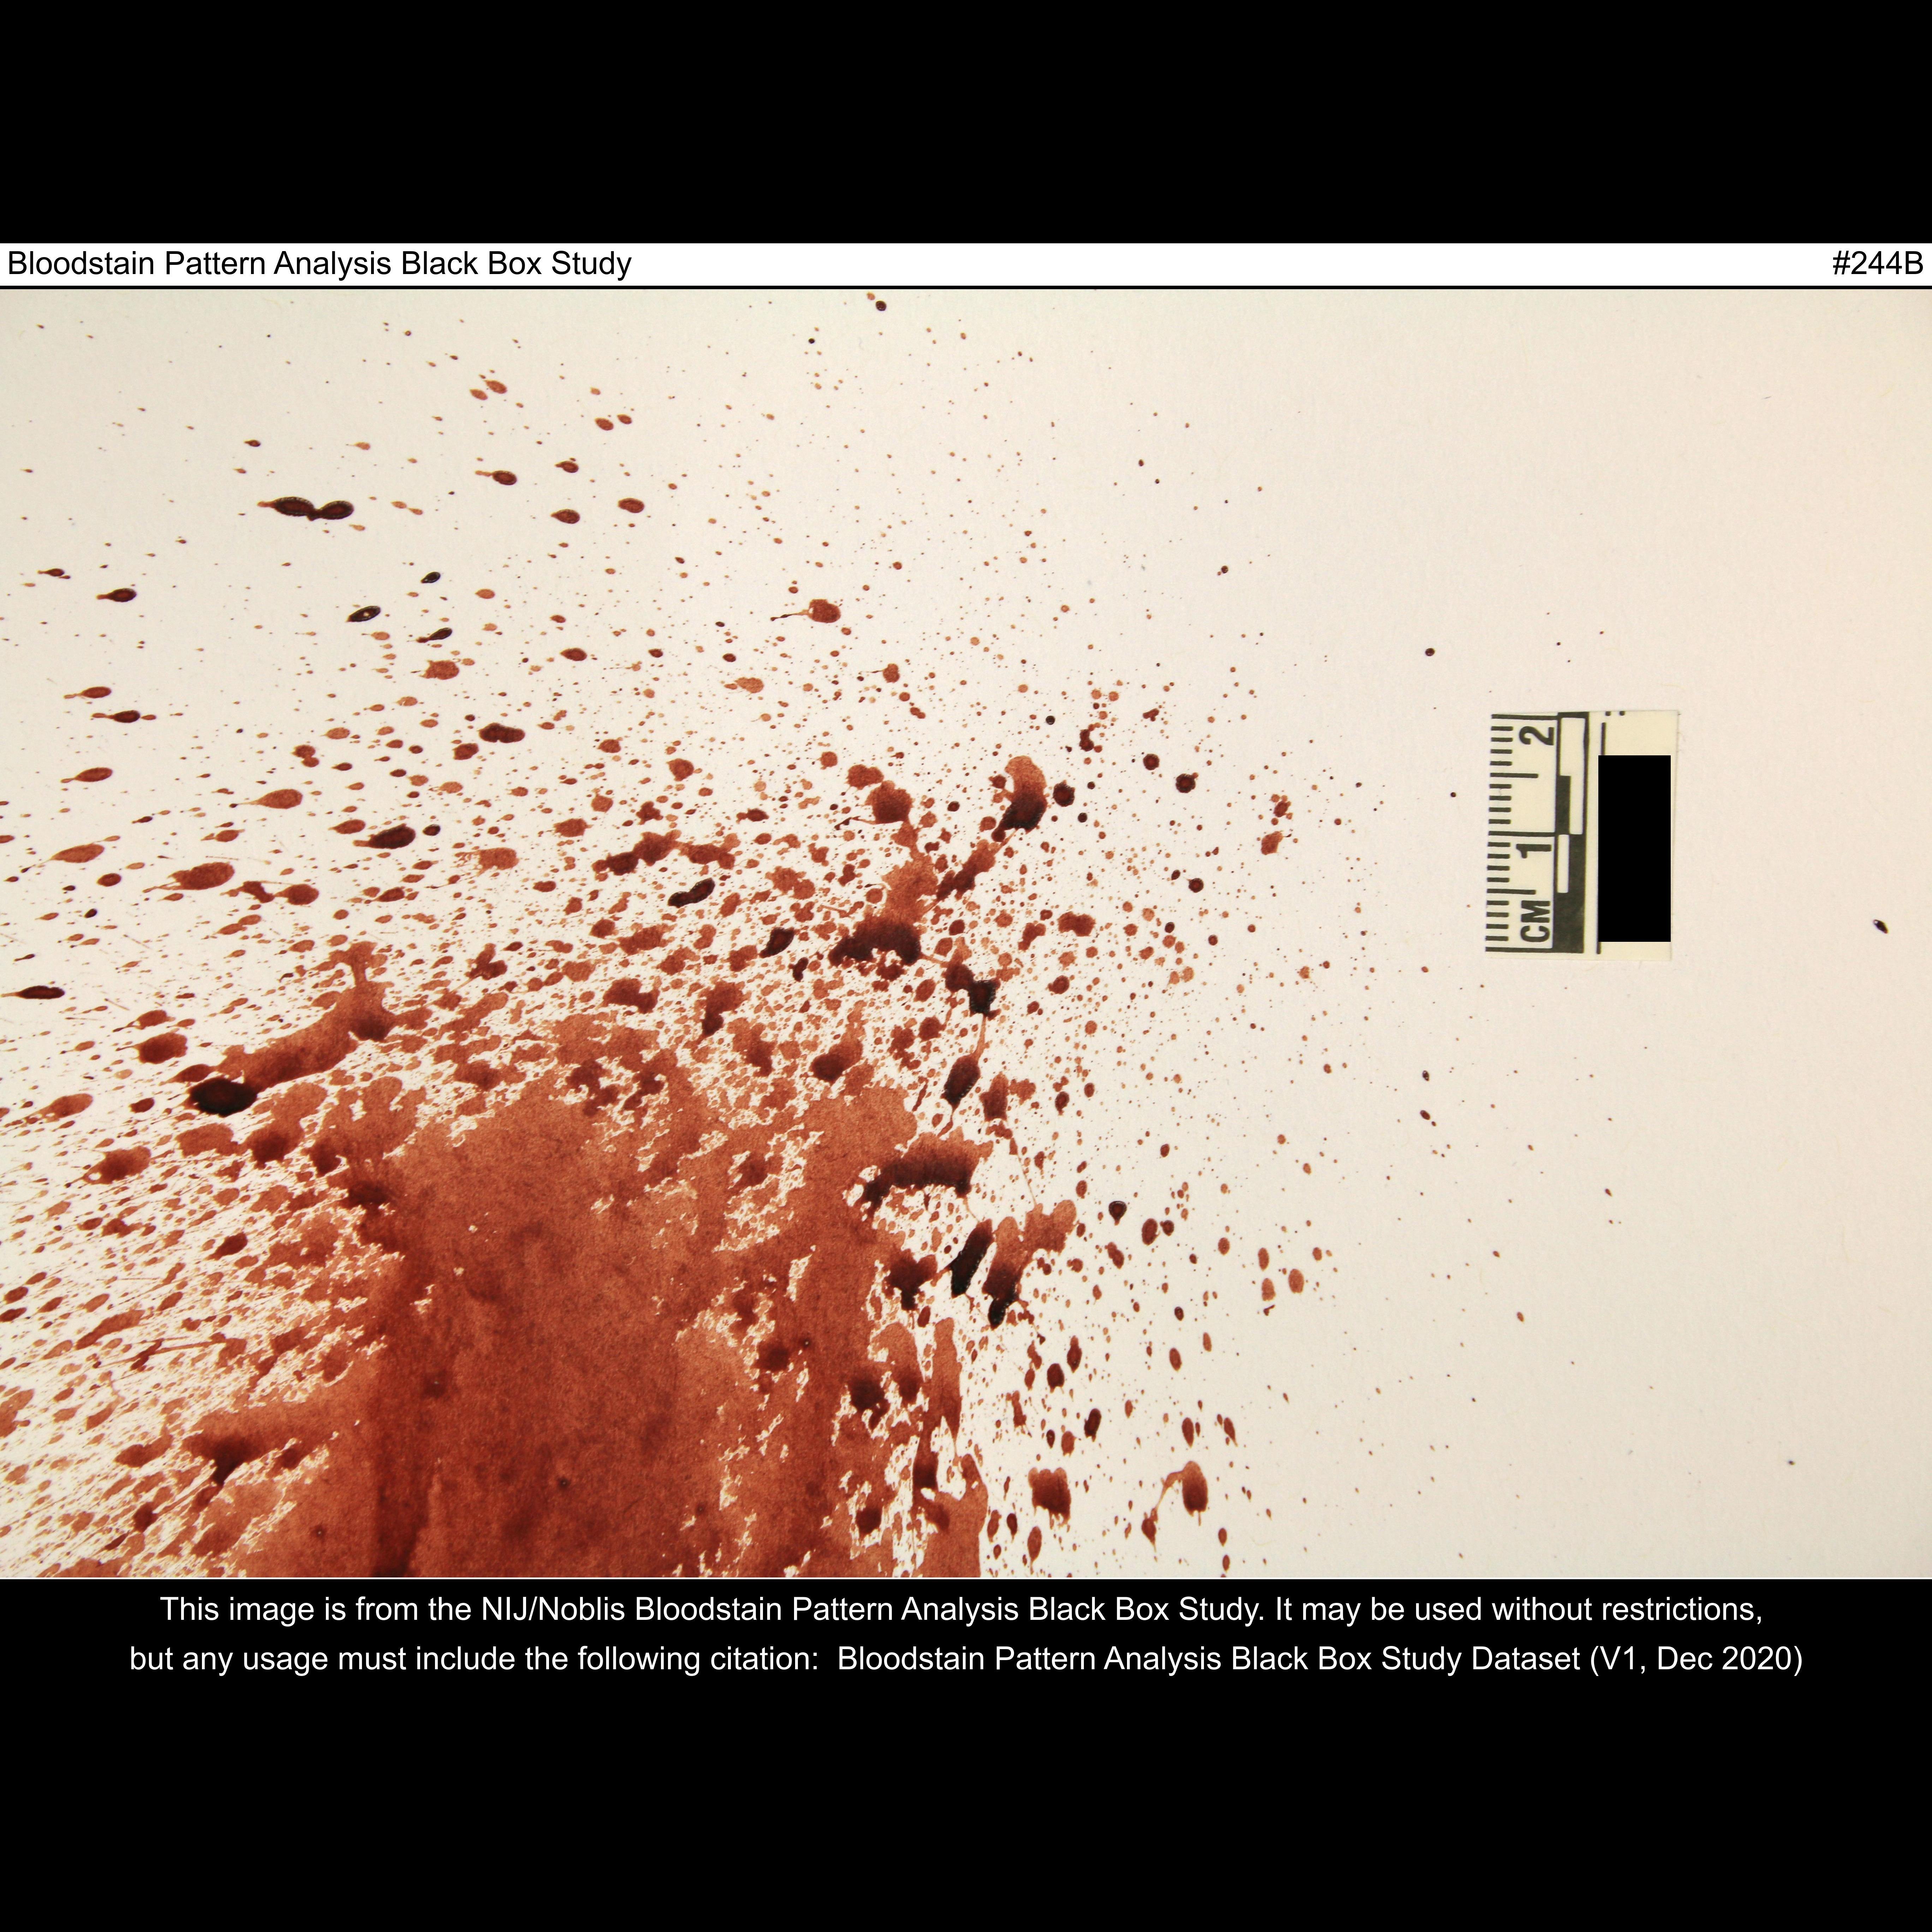 Bloodstain Pattern Analysis Black Box Study #244B
2
1
CM
This image is from the NIJ/Noblis Bloodstain Pattern Analysis Black Box Study. It may be used without restrictions,
but any usage must include the following citation:  Bloodstain Pattern Analysis Black Box Study Dataset (V1, Dec 2020)